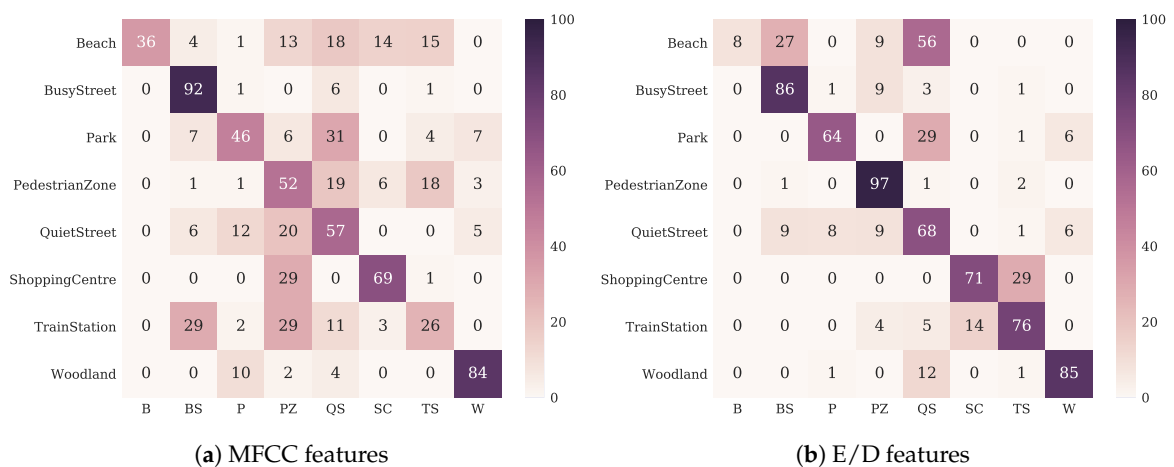 Beach 36 4 1 13 18 14 15 0
BusyStreet 0 92 1 0 6 0 1 0
Park 0 7 46 6 31 0 4 7
PedestrianZone 0 1 1 52 19 6 18 3
QuietStreet 0 6 12 20 57 0 0 5
ShoppingCentre 0 0 0 29 0 69 1 0
TrainStation 0 29 2 29 11 3 26 0
Woodland 0 0 10 2 4 0 0 84
B BS P PZ QS SC TS W
100
80
60
40
20
0
(a) MFCC features
Beach 8 27 0 9 56 0 0 0
BusyStreet 0 86 1 9 3 0 1 0
Park 0 0 64 0 29 0 1 6
PedestrianZone 0 1 0 97 1 0 2 0
QuietStreet 0 9 8 9 68 0 1 6
ShoppingCentre 0 0 0 0 0 71 29 0
TrainStation 0 0 0 4 5 14 76 0
Woodland 0 0 1 0 12 0 1 85
B BS P PZ QS SC TS W
100
80
60
40
20
0
(b) E/D features